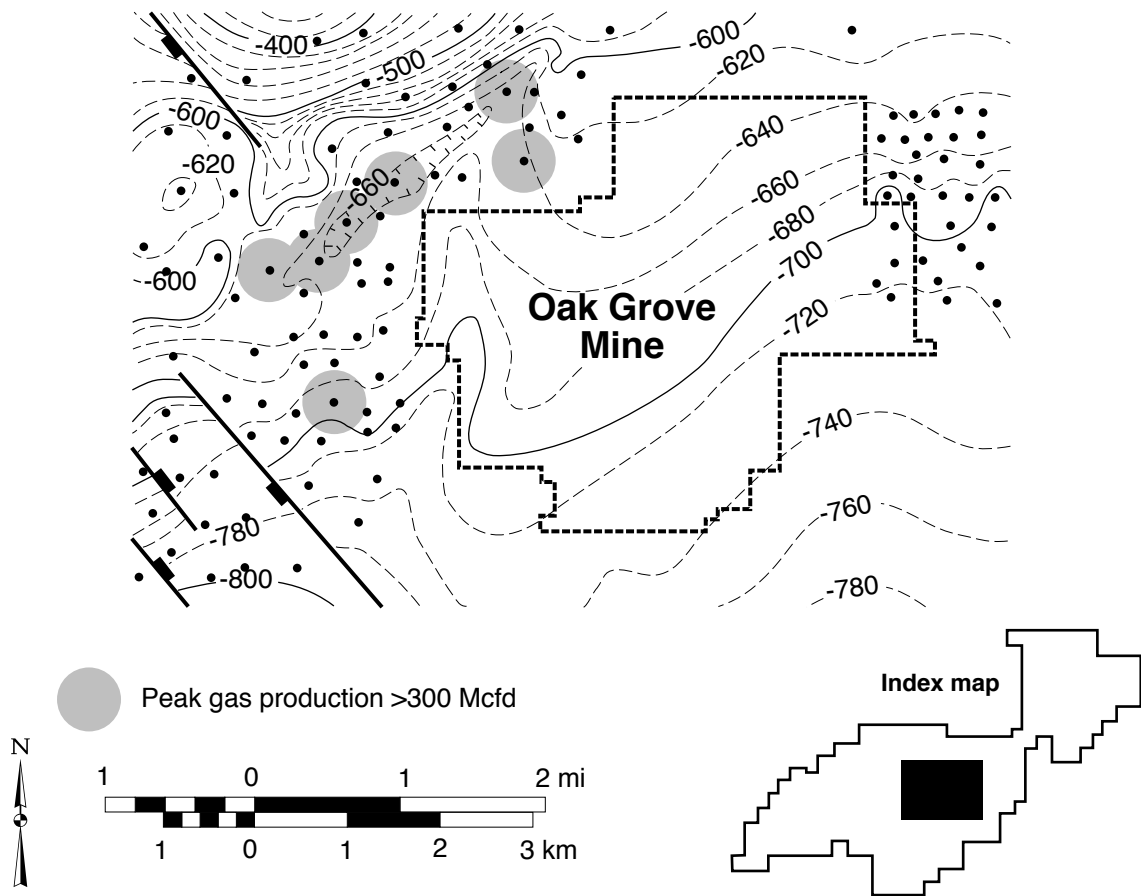 -400
-500
-600
-620
-600
-620
-640
-660
-660
-680
-700
-600
Oak Grove
Mine
-720
-740
-760
-780
-780
-800
Peak gas production >300 Mcfd
Index map
N
1 0 1 2 mi
1 0 1 2 3 km